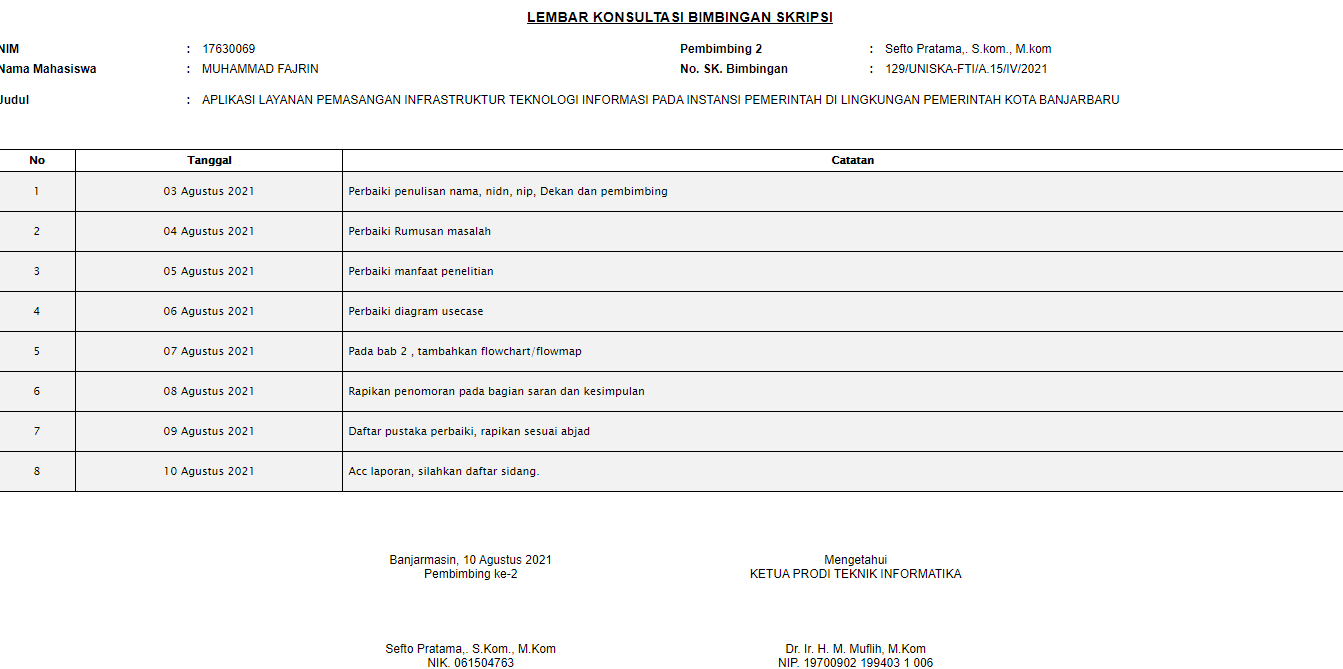 LEMBAR KONSULTASI BIMBINGAN SKRIPSI
NIM : 17630069 Pembimbing 2 : Sefto Pratama,. S.kom., M.kom
Nama Mahasiswa : MUHAMMAD FAJRIN No. SK. Bimbingan : 129/UNISKA-FTI/A.15/IV/2021
Judul : APLIKASI LAYANAN PEMASANGAN INFRASTRUKTUR TEKNOLOGI INFORMASI PADA INSTANSI PEMERINTAH DI LINGKUNGAN PEMERINTAH KOTA BANJARBARU
No Tanggal Catatan
1 03 Agustus 2021 Perbaiki penulisan nama, nidn, nip, Dekan dan pembimbing
2 04 Agustus 2021 Perbaiki Rumusan masalah
3 05 Agustus 2021 Perbaiki manfaat penelitian
4 06 Agustus 2021 Perbaiki diagram usecase
5 07 Agustus 2021 Pada bab 2 , tambahkan flowchart/flowmap
6 08 Agustus 2021 Rapikan penomoran pada bagian saran dan kesimpulan
7 09 Agustus 2021 Daftar pustaka perbaiki, rapikan sesuai abjad
8 10 Agustus 2021 Acc laporan, silahkan daftar sidang.
Banjarmasin, 10 Agustus 2021
Pembimbing ke-2
Sefto Pratama,. S.Kom., M.Kom
NIK. 061504763
Mengetahui
KETUA PRODI TEKNIK INFORMATIKA
Dr. Ir. H. M. Muflih, M.Kom
NIP. 19700902 199403 1 006